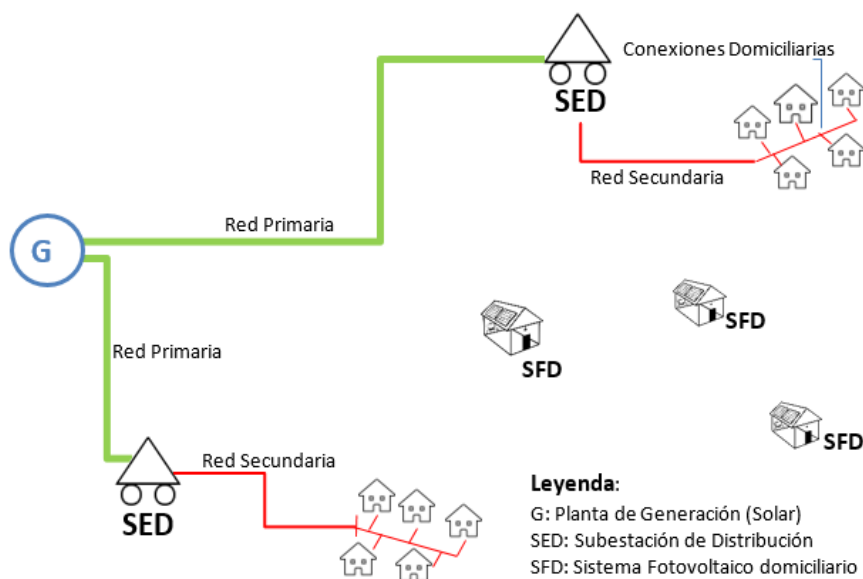 Conexiones Domiciliarias
SED
Red Secundaria
Red Primaria
G
SFD
SFD
Red Primaria
SFD
Red Secundaria
SED
Leyenda:
G: Planta de Generación (Solar)
SED: Subestación de Distribución
SFD: Sistema Fotovoltaico domiciliario